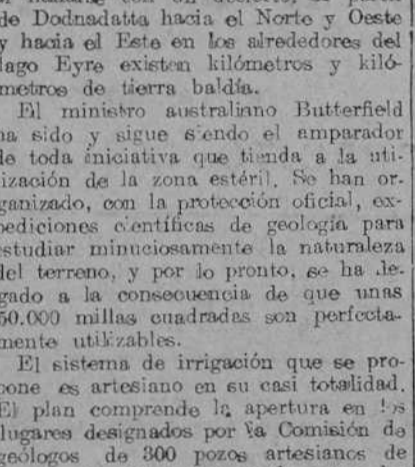 de Dodnadatta hacia el Norte y Oeste
y hacia el Este en los alrededores del
lago Eyre existen kilómetros y kiló-
metros de tierra baldía.
El ministro australiano Butterfield
ha sido y sigue siendo el amparador
de toda iniciativa que tienda a la uti-
ización de la zona estéril. Se han or-
ganizado, con la protección oficial, ex-
pediciones científicas de geología para
estudiar minuciosamente la naturaleza
del terreno, y por lo pronto, se ha lle-
gado a la consecuencia de que unas
50.000 millas cuadradas son perfecta-
mente utilizables.
El sistema de irrigación que se pro-
pone es artesiano en su casi totalidad.
El plan comprende la apertura en los
lugares designados por la Comisión de
geólogos de 300 pozos artesianos de